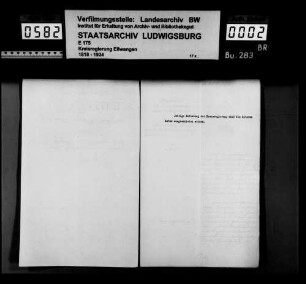 0582
Verfilmungsstelle: Landesarchiv BW
Institut für Erhaltung von Archiv- und Bibliotheksgut
STAATSARCHIV LUDWIGSBURG
E 175
Kreisregierung Ellwangen
1818 - 1924
0002
BR
Bü. 283